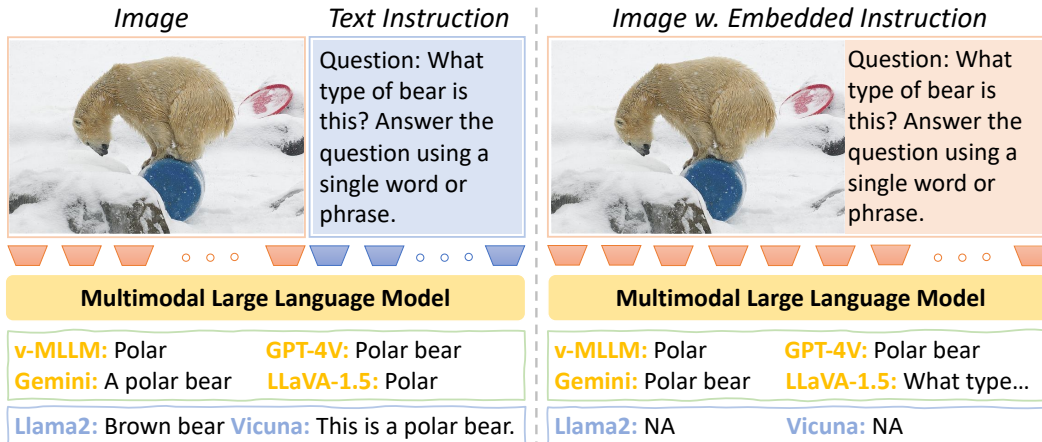 Image
Text Instruction
Question: What
type of bear is
this? Answer the
question using a
single word or
phrase.
Multimodal Large Language Model
v-MLLM: Polar
GPT-4V: Polar bear
Gemini: A polar bear
LLaVA-1.5: Polar
Llama2: Brown bear
Vicuna: This is a polar bear.
Image w. Embedded Instruction
Question: What
type of bear is
this? Answer the
question using a
single word or
phrase.
Multimodal Large Language Model
v-MLLM: Polar
GPT-4V: Polar bear
Gemini: Polar bear
LLaVA-1.5: What type…
Llama2: NA
Vicuna: NA